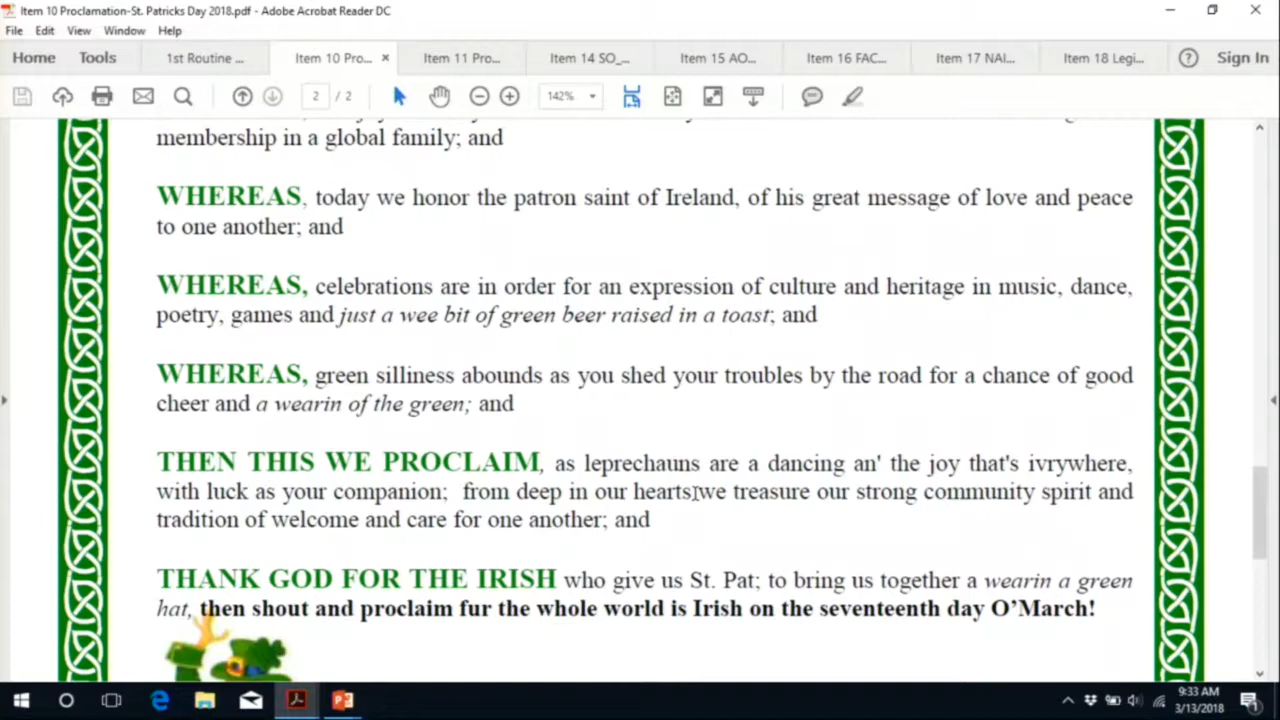 Item 10 Proclamation-St. Patricks Day 2018.pdf - Adobe Acrobat Reader DC
File Edit View Window Help
Home Tools 1st Routine ... Item 10 Pro... × Item 11 Pro... Item 14 SO_... Item 15 AO... Item 16 FAC... Item 17 NAI... Item 18 Legi... Sign In
2 / 2 142%
membership in a global family; and
WHEREAS, today we honor the patron saint of Ireland, of his great message of love and peace
to one another; and
WHEREAS, celebrations are in order for an expression of culture and heritage in music, dance,
poetry, games and just a wee bit of green beer raised in a toast; and
WHEREAS, green silliness abounds as you shed your troubles by the road for a chance of good
cheer and a wearin of the green; and
THEN THIS WE PROCLAIM, as leprechauns are a dancing an' the joy that's ivrywhere,
with luck as your companion; from deep in our hearts we treasure our strong community spirit and
tradition of welcome and care for one another; and
THANK GOD FOR THE IRISH who give us St. Pat; to bring us together a wearin a green
hat, then shout and proclaim fur the whole world is Irish on the seventeenth day O’March!
9:33 AM
3/13/2018